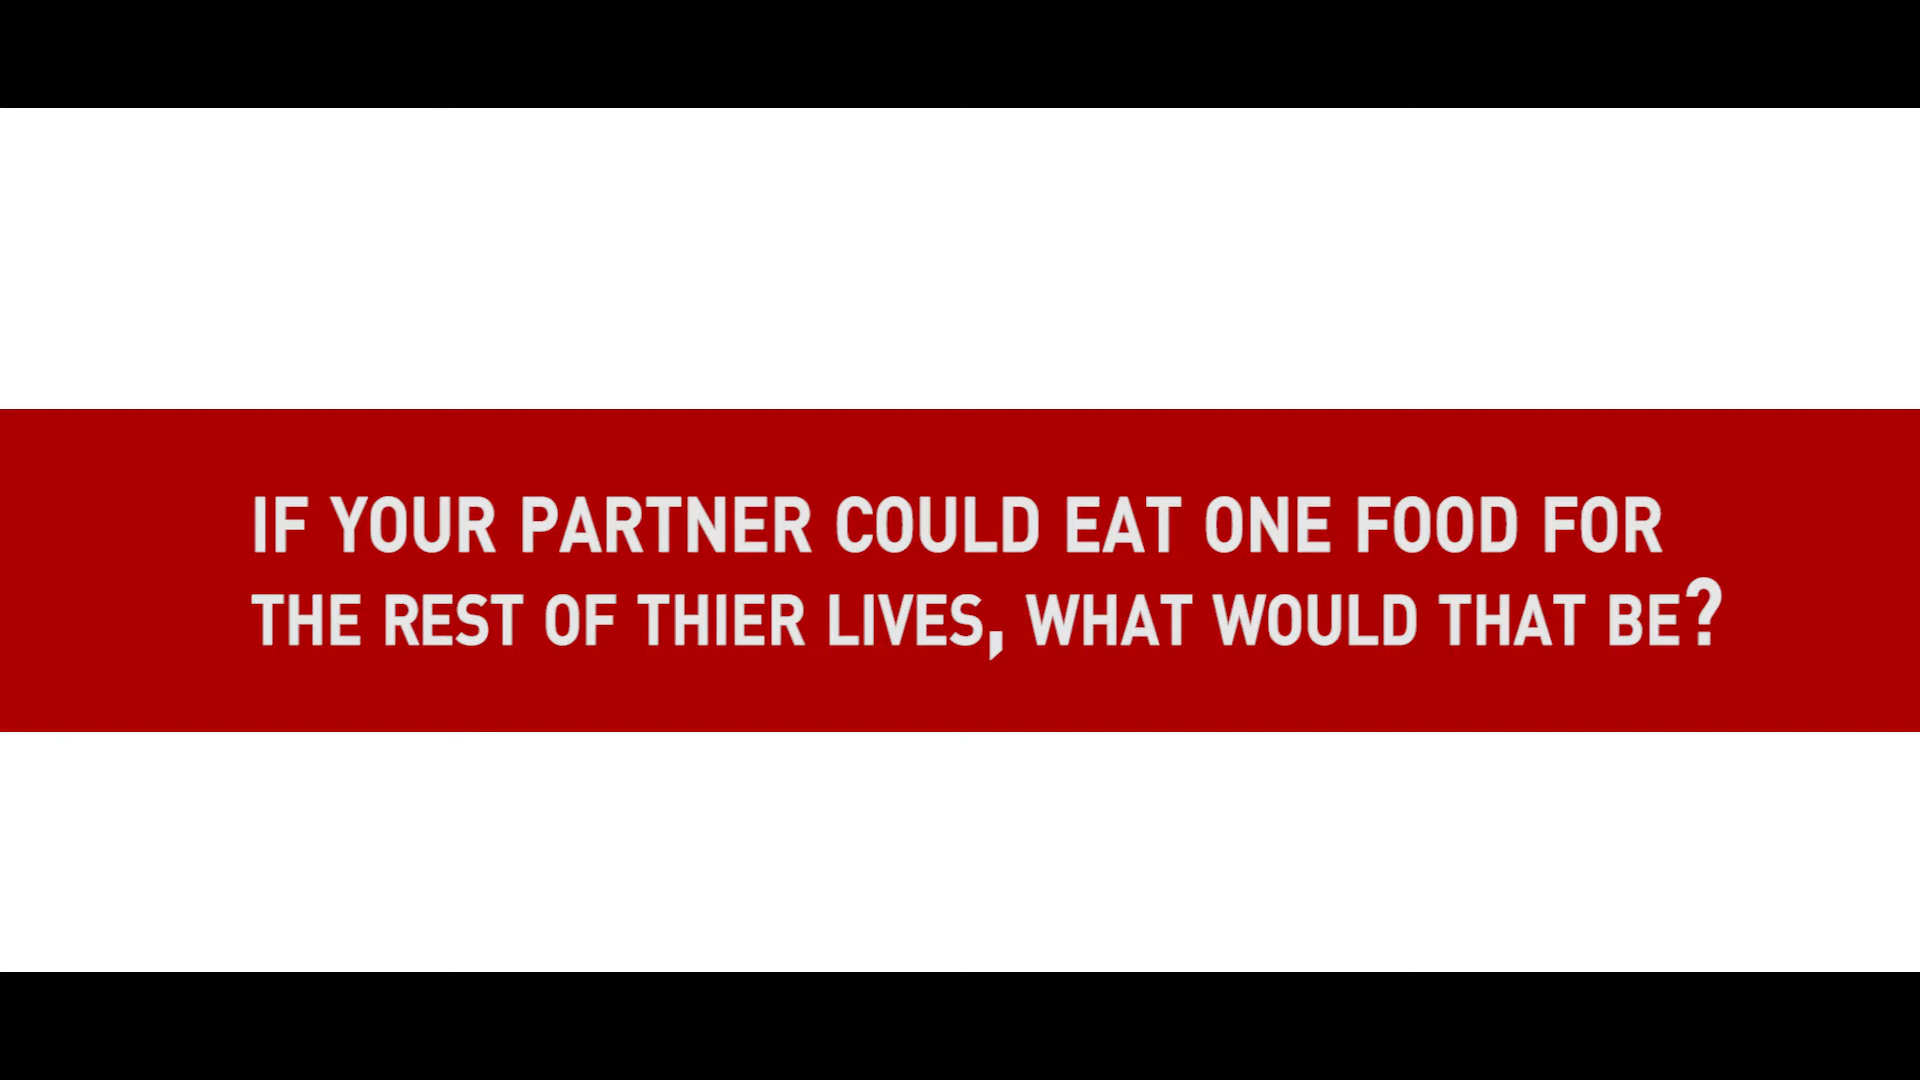 IF YOUR PARTNER COULD EAT ONE FOOD FOR
THE REST OF THIER LIVES, WHAT WOULD THAT BE?